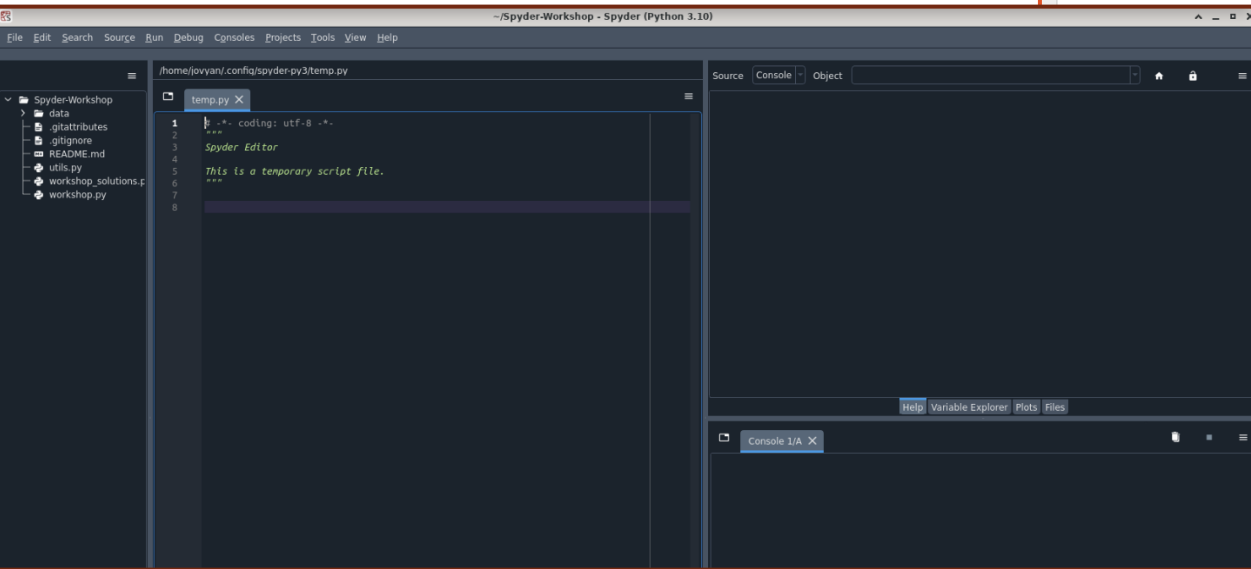 ~/Spyder-Workshop - Spyder (Python 3.10)
File Edit Search Source Run Debug Consoles Projects Tools View Help
Spyder-Workshop
data
.gitattributes
.gitignore
README.md
utils.py
workshop_solutions.p
workshop.py
/home/jovyan/.config/spyder-py3/temp.py
temp.py
1 # -*- coding: utf-8 -*-
2 """
3 Spyder Editor
4
5 This is a temporary script file.
6 """
7
8
Source Console Object
Help Variable Explorer Plots Files
Console 1/A